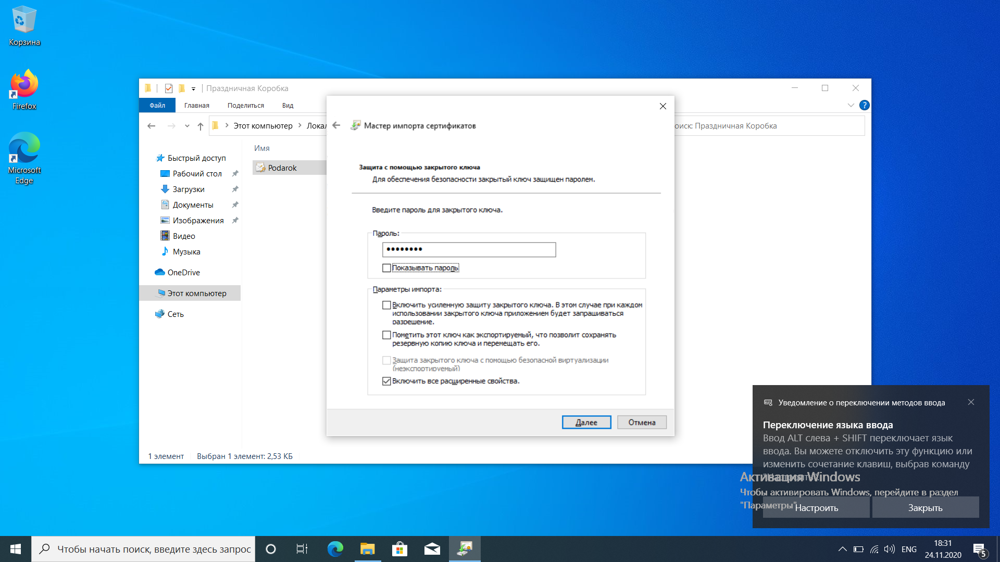 Корзина
Firefox
Microsoft
Edge
Праздничная Коробка
Файл
Главная
Поделиться
Вид
?
Этот компьютер
Локал
оиск: Праздничная Коробка
Быстрый доступ
Рабочий стол
Загрузки
Документы
Изображения
Видео
Музыка
OneDrive
Этот компьютер
Сеть
Имя
Podarok
1 элемент
Выбран 1 элемент: 2,53 КБ
Мастер импорта сертификатов
Защита с помощью закрытого ключа
Для обеспечения безопасности закрытый ключ защищен паролем.
Введите пароль для закрытого ключа.
Пароль:
••••••••
Показывать пароль
Параметры импорта:
Включить усиленную защиту закрытого ключа. В этом случае при каждом
использовании закрытого ключа приложением будет запрашиваться
разрешение.
Пометить этот ключ как экспортируемый, что позволит сохранять
резервную копию ключа и перемещать его.
Защита закрытого ключа с помощью безопасной виртуализации
(неэкспортируемый)
Включить все расширенные свойства.
Далее
Отмена
Уведомление о переключении методов ввода
Переключение языка ввода
Ввод ALT слева + SHIFT переключает язык
ввода. Вы можете отключить эту функцию или
изменить сочетание клавиш, выбрав команду
Активация Windows
Чтобы активировать Windows, перейдите в раздел
"Параметры".
Настроить
Закрыть
Чтобы начать поиск, введите здесь запрос
ENG
18:31
24.11.2020
5